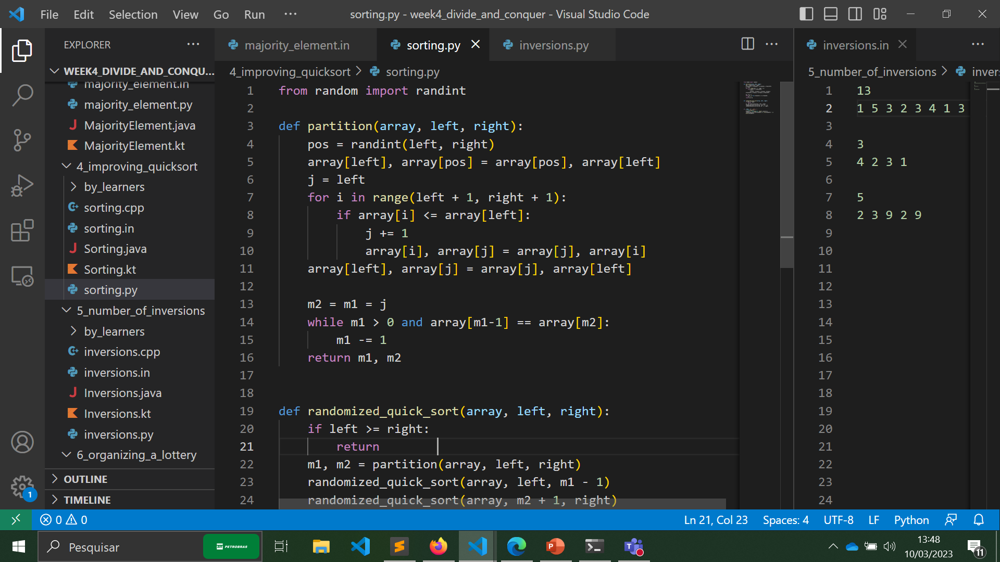 File Edit Selection View Go Run ···
sorting.py - week4_divide_and_conquer - Visual Studio Code
EXPLORER
WEEK4_DIVIDE_AND_CONQU...
majority_element.in
majority_element.py
MajorityElement.java
MajorityElement.kt
4_improving_quicksort
by_learners
sorting.cpp
sorting.in
Sorting.java
Sorting.kt
sorting.py
5_number_of_inversions
by_learners
inversions.cpp
inversions.in
Inversions.java
Inversions.kt
inversions.py
6_organizing_a_lottery
OUTLINE
TIMELINE
1
majority_element.in
sorting.py
inversions.py
4_improving_quicksort > sorting.py
1 from random import randint
2
3 def partition(array, left, right):
4     pos = randint(left, right)
5     array[left], array[pos] = array[pos], array[left]
6     j = left
7     for i in range(left + 1, right + 1):
8         if array[i] <= array[left]:
9             j += 1
10             array[i], array[j] = array[j], array[i]
11     array[left], array[j] = array[j], array[left]
12
13     m2 = m1 = j
14     while m1 > 0 and array[m1-1] == array[m2]:
15         m1 -= 1
16     return m1, m2
17
18
19 def randomized_quick_sort(array, left, right):
20     if left >= right:
21         return
22     m1, m2 = partition(array, left, right)
23     randomized_quick_sort(array, left, m1 - 1)
24     randomized_quick_sort(array, m2 + 1, right)
inversions.in
5_number_of_inversions > inver
1 13
2 1 5 3 2 3 4 1 3
3
4 3
5 4 2 3 1
6
7 5
8 2 3 9 2 9
9
10
11
12
13
14
15
16
17
18
19
20
21
22
23
24
0 0
Ln 21, Col 23 Spaces: 4 UTF-8 LF Python
Pesquisar
BR PETROBRAS
13:48
10/03/2023
11